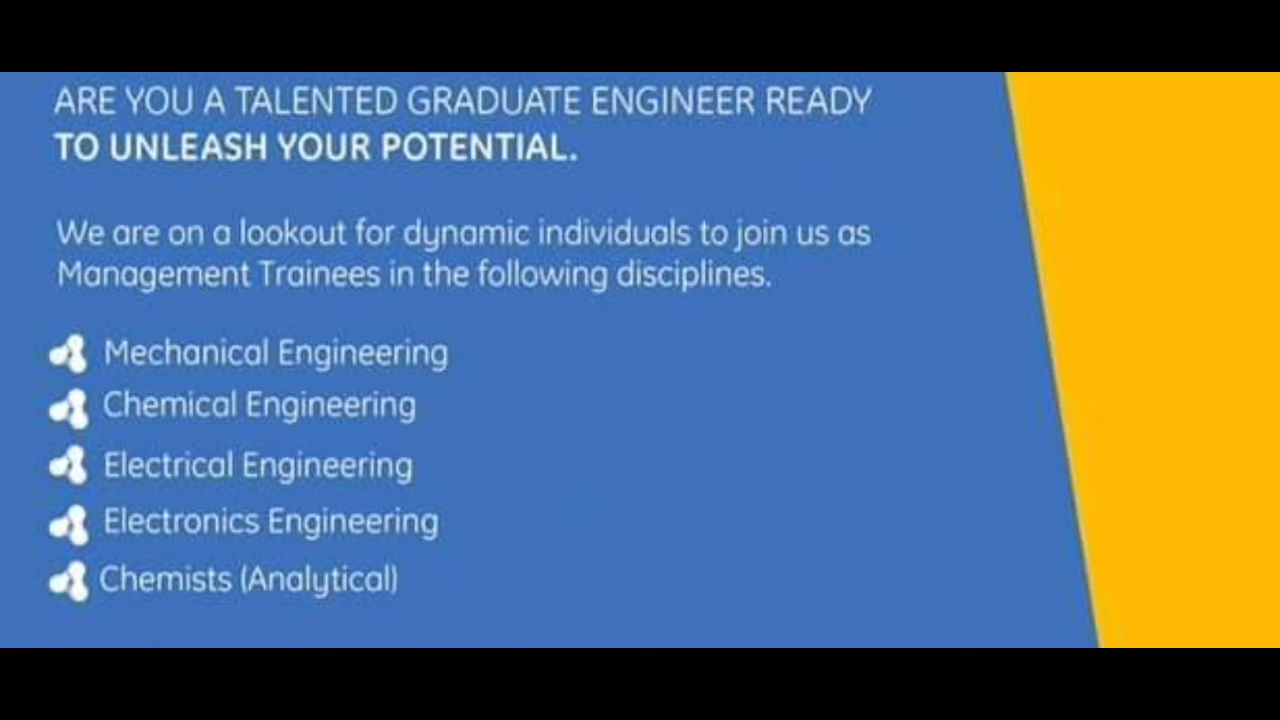 ARE YOU A TALENTED GRADUATE ENGINEER READY
TO UNLEASH YOUR POTENTIAL.
We are on a lookout for dynamic individuals to join us as
Management Trainees in the following disciplines.
Mechanical Engineering
Chemical Engineering
Electrical Engineering
Electronics Engineering
Chemists (Analytical)